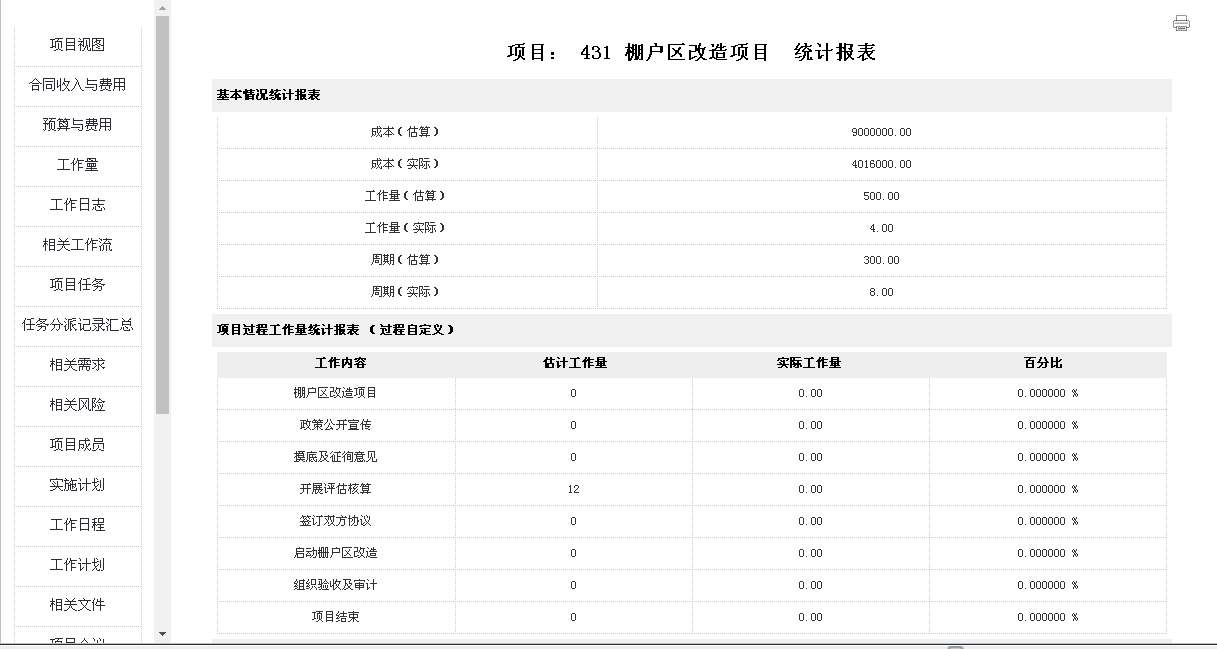 项目： 431 棚户区改造项目 统计报表
项目视图
合同收入与费用
预算与费用
工作量
工作日志
相关工作流
项目任务
任务分派记录汇总
相关需求
相关风险
项目成员
实施计划
工作日程
工作计划
相关文件
项目会议
基本情况统计报表
成本（估算） 9000000.00
成本（实际） 4016000.00
工作量（估算） 500.00
工作量（实际） 4.00
周期（估算） 300.00
周期（实际） 8.00
项目过程工作量统计报表 （过程自定义）
工作内容 估计工作量 实际工作量 百分比
棚户区改造项目 0 0.00 0.000000 %
政策公开宣传 0 0.00 0.000000 %
摸底及征徇意见 0 0.00 0.000000 %
开展评估核算 12 0.00 0.000000 %
签订双方协议 0 0.00 0.000000 %
启动棚户区改造 0 0.00 0.000000 %
组织验收及审计 0 0.00 0.000000 %
项目结束 0 0.00 0.000000 %